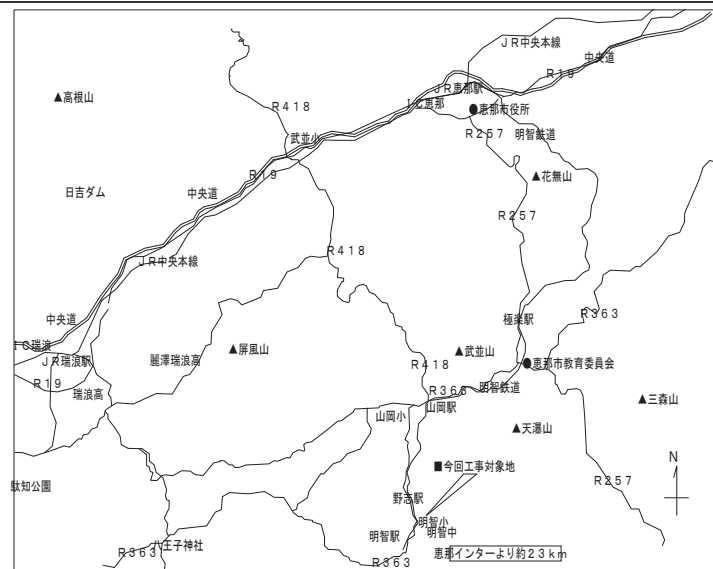 ＪＲ中央本線
中央道
Ｒ１９
ＪＲ恵那駅
ＩＣ恵那
▲高根山
Ｒ４１８
●恵那市役所
武並小
Ｒ２５７
明智鉄道
Ｒ１９
▲花無山
日吉ダム
中央道
Ｒ２５７
Ｒ４１８
ＪＲ中央本線
中央道
極楽駅
Ｒ３６３
ＩＣ瑞浪
▲屏風山
▲武並山
ＪＲ瑞浪駅
麗澤瑞浪高
Ｒ４１８
●恵那市教育委員会
Ｒ１９
瑞浪高
Ｒ３６３
明智鉄道
▲三森山
山岡小
山岡駅
▲天瀑山
■今回工事対象地
Ｎ
駄知公園
Ｒ２５７
野志駅
明智小
明智中
明智駅
八王子神社
Ｒ３６３
Ｒ３６３
恵那インターより約２３ｋｍ